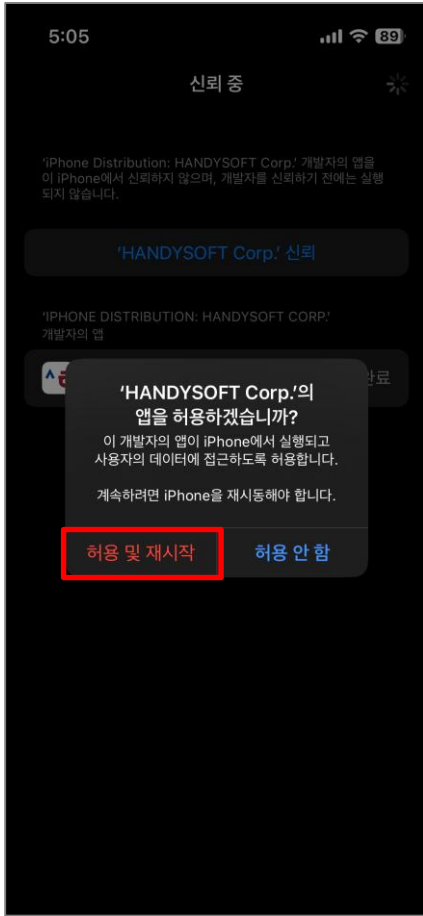 5:05
89
신뢰 중
'iPhone Distribution: HANDYSOFT Corp.' 개발자의 앱을
이 iPhone에서 신뢰하지 않으며, 개발자를 신뢰하기 전에는 실행
되지 않습니다.
'HANDYSOFT Corp.' 신뢰
'IPHONE DISTRIBUTION: HANDYSOFT CORP.'
개발자의 앱
완료
'HANDYSOFT Corp.'의
앱을 허용하겠습니까?
이 개발자의 앱이 iPhone에서 실행되고
사용자의 데이터에 접근하도록 허용합니다.
계속하려면 iPhone을 재시동해야 합니다.
허용 및 재시작
허용 안 함